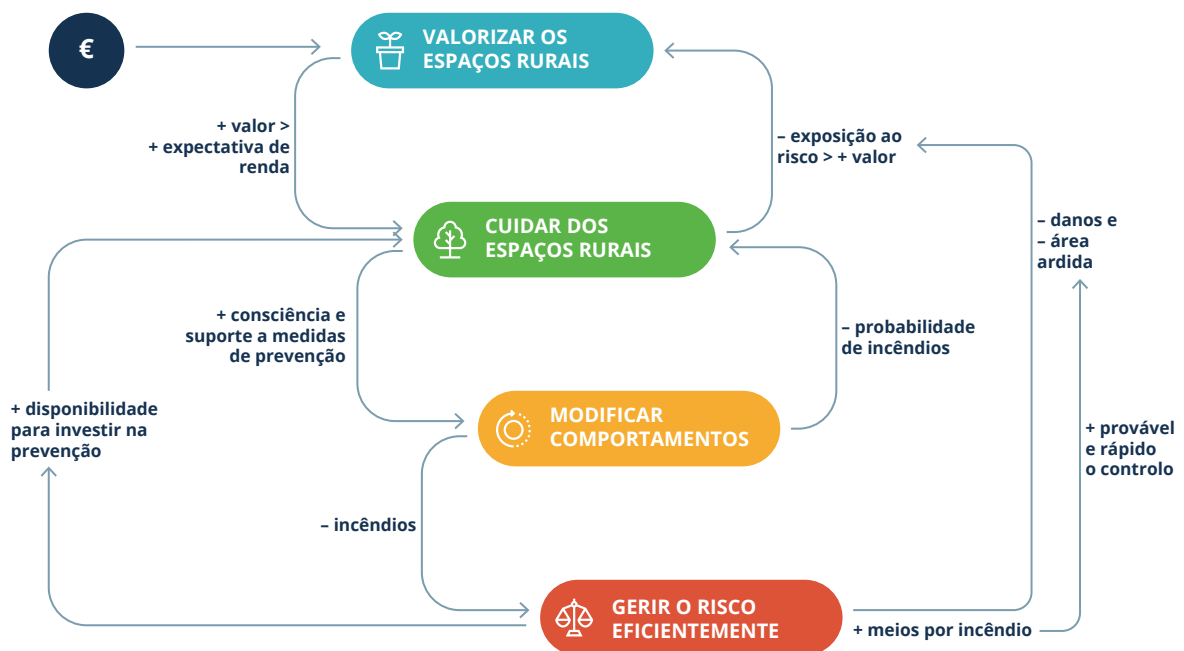 €
VALORIZAR OS
ESPAÇOS RURAIS
+ valor >
+ expectativa de
renda
– exposição ao
risco > + valor
– danos e
– área
ardida
CUIDAR DOS
ESPAÇOS RURAIS
+ consciência e
suporte a medidas
de prevenção
– probabilidade
de incêndios
+ disponibilidade
para investir na
prevenção
MODIFICAR
COMPORTAMENTOS
+ provável
e rápido
o controlo
– incêndios
GERIR O RISCO
EFICIENTEMENTE
+ meios por incêndio